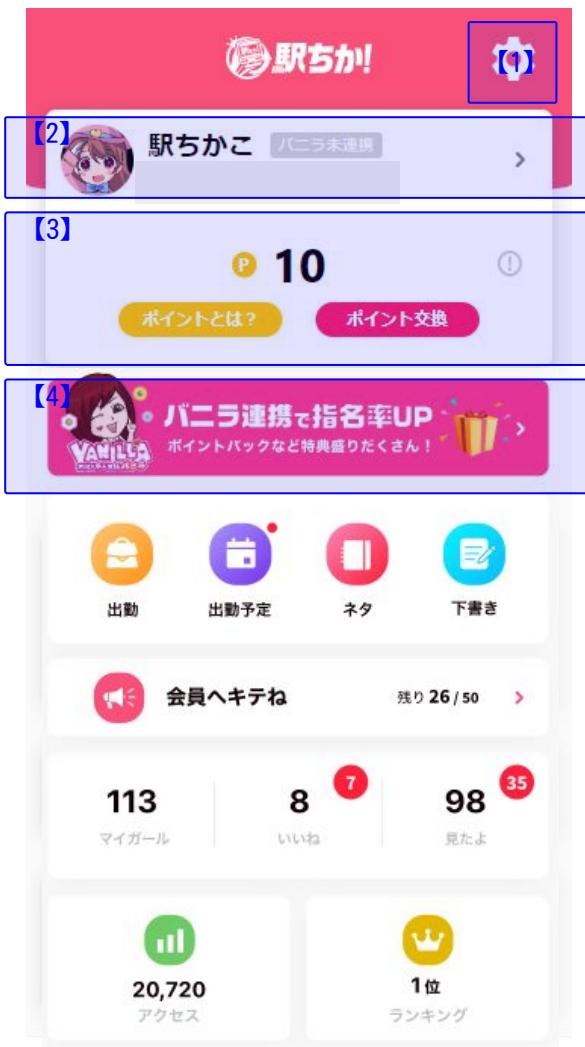 駅ちか!
【1】
【2】
駅ちかこ バニラ未連携
【3】
P 10
ポイントとは？ ポイント交換
【4】
バニラ連携で指名率UP
ポイントバックなど特典盛りだくさん！
VANILLA
出勤 出勤予定 ネタ 下書き
会員へキテね 残り 26 / 50
7 35
113 8 98
マイガール いいね 見たよ
20,720 1位
アクセス ランキング